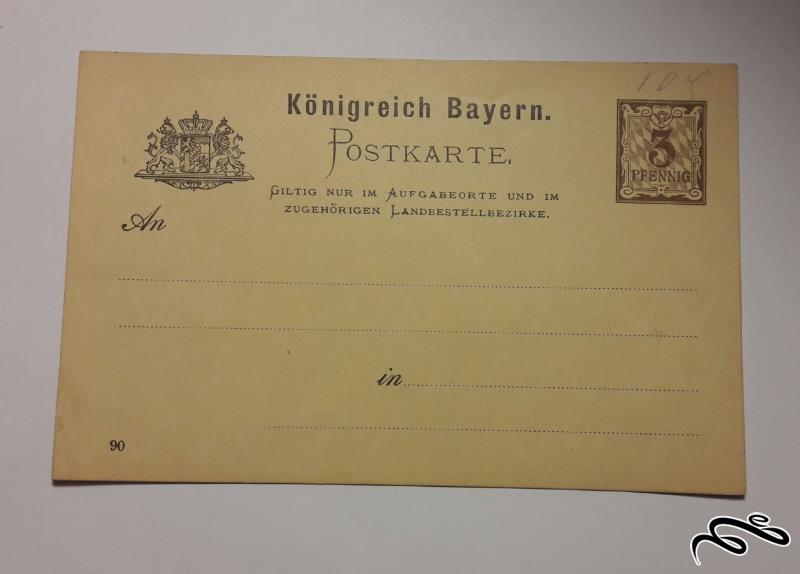 Königreich Bayern.
POSTKARTE.
GILTIG NUR IM AUFGABEORTE UND IM
ZUGEHÖRIGEN LANDBESTELLBEZIRKE.
3
PFENNIG
An
in
90